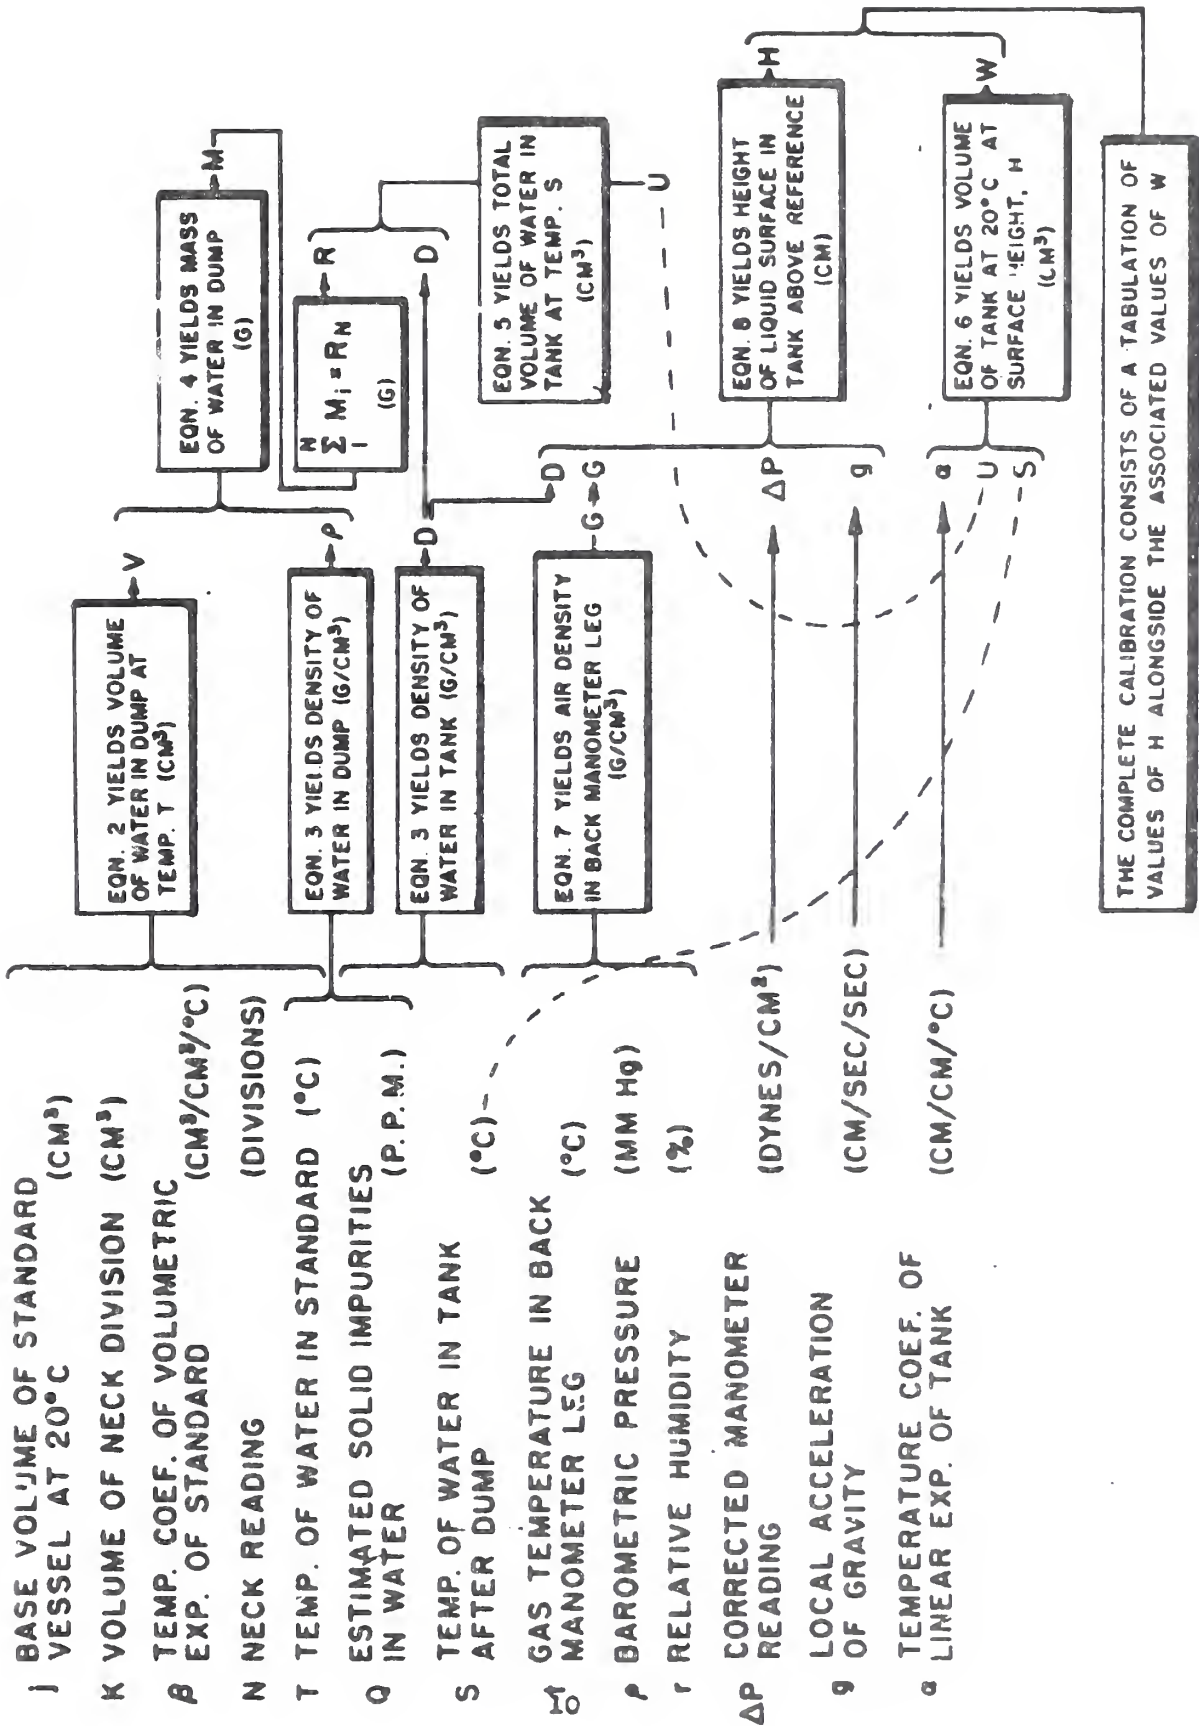 j BASE VOLUME OF STANDARD
VESSEL AT 20°C (CM³)
K VOLUME OF NECK DIVISION (CM³)
β TEMP. COEF. OF VOLUMETRIC
EXP. OF STANDARD (CM³/CM³/°C)
N NECK READING (DIVISIONS)
T TEMP. OF WATER IN STANDARD (°C)
Q ESTIMATED SOLID IMPURITIES
IN WATER (P.P.M.)
S TEMP. OF WATER IN TANK
AFTER DUMP (°C)
GAS TEMPERATURE IN BACK
MANOMETER LEG (°C)
ρ BAROMETRIC PRESSURE (MM Hg)
r RELATIVE HUMIDITY (%)
ΔP CORRECTED MANOMETER
READING (DYNES/CM²)
g LOCAL ACCELERATION
OF GRAVITY (CM/SEC/SEC)
α TEMPERATURE COEF. OF
LINEAR EXP. OF TANK (CM/CM/°C)
EQN. 2 YIELDS VOLUME
OF WATER IN DUMP AT
TEMP. T (CM³)
V
EQN. 3 YIELDS DENSITY OF
WATER IN DUMP (G/CM³)
ρ
EQN. 3 YIELDS DENSITY OF
WATER IN TANK (G/CM³)
D
EQN. 7 YIELDS AIR DENSITY
IN BACK MANOMETER LEG
(G/CM³)
G
EQN. 4 YIELDS MASS
OF WATER IN DUMP
(G)
M
N
Σ Mi = RN
1
(G)
R
D
EQN. 5 YIELDS TOTAL
VOLUME OF WATER IN
TANK AT TEMP. S
(CM³)
U
D
G
ΔP
g
EQN. 8 YIELDS HEIGHT
OF LIQUID SURFACE IN
TANK ABOVE REFERENCE
(CM)
H
α
U
S
EQN. 6 YIELDS VOLUME
OF TANK AT 20°C AT
SURFACE HEIGHT, H
(CM³)
W
THE COMPLETE CALIBRATION CONSISTS OF A TABULATION OF
VALUES OF H ALONGSIDE THE ASSOCIATED VALUES OF W